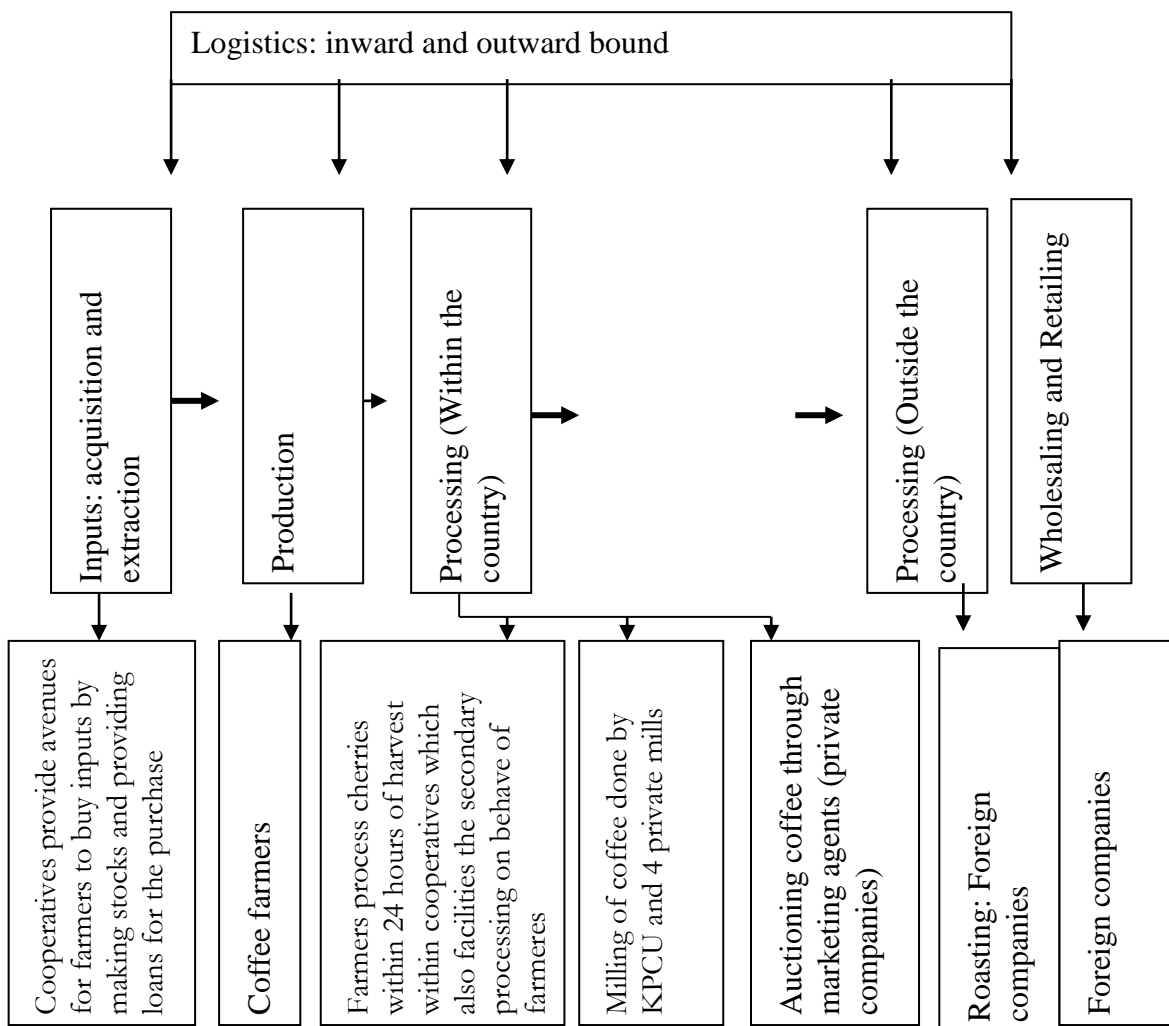 Logistics: inward and outward bound
Inputs: acquisition and
extraction
Production
Processing (Within the
country)
Processing (Outside the
country)
Wholesaling and Retailing
Cooperatives provide avenues
for farmers to buy inputs by
making stocks and providing
loans for the purchase
Coffee farmers
Farmers process cherries
within 24 hours of harvest
within cooperatives which
also facilities the secondary
processing on behave of
farmeres
Milling of coffee done by
KPCU and 4 private mills
Auctioning coffee through
marketing agents (private
companies)
Roasting: Foreign
companies
Foreign companies